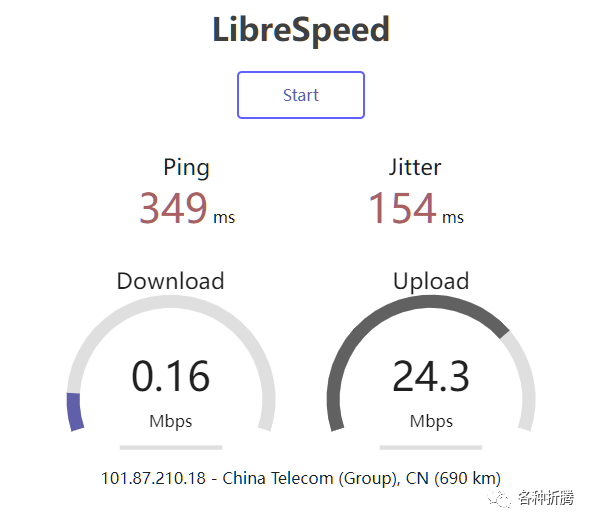 LibreSpeed
Start
Ping
Jitter
349 ms
154 ms
Download
Upload
0.16
24.3
Mbps
Mbps
101.87.210.18 - China Telecom (Group), CN (690 km)
各种折腾